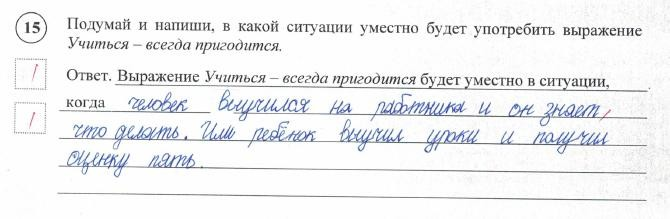 15 Подумай и напиши, в какой ситуации уместно будет употребить выражение
Учиться – всегда пригодится.
1 Ответ. Выражение Учиться – всегда пригодится будет уместно в ситуации,
когда человек выучился на работника и он знает,
1 что делать. Или ребёнок выучил уроки и получил
оценку пять.